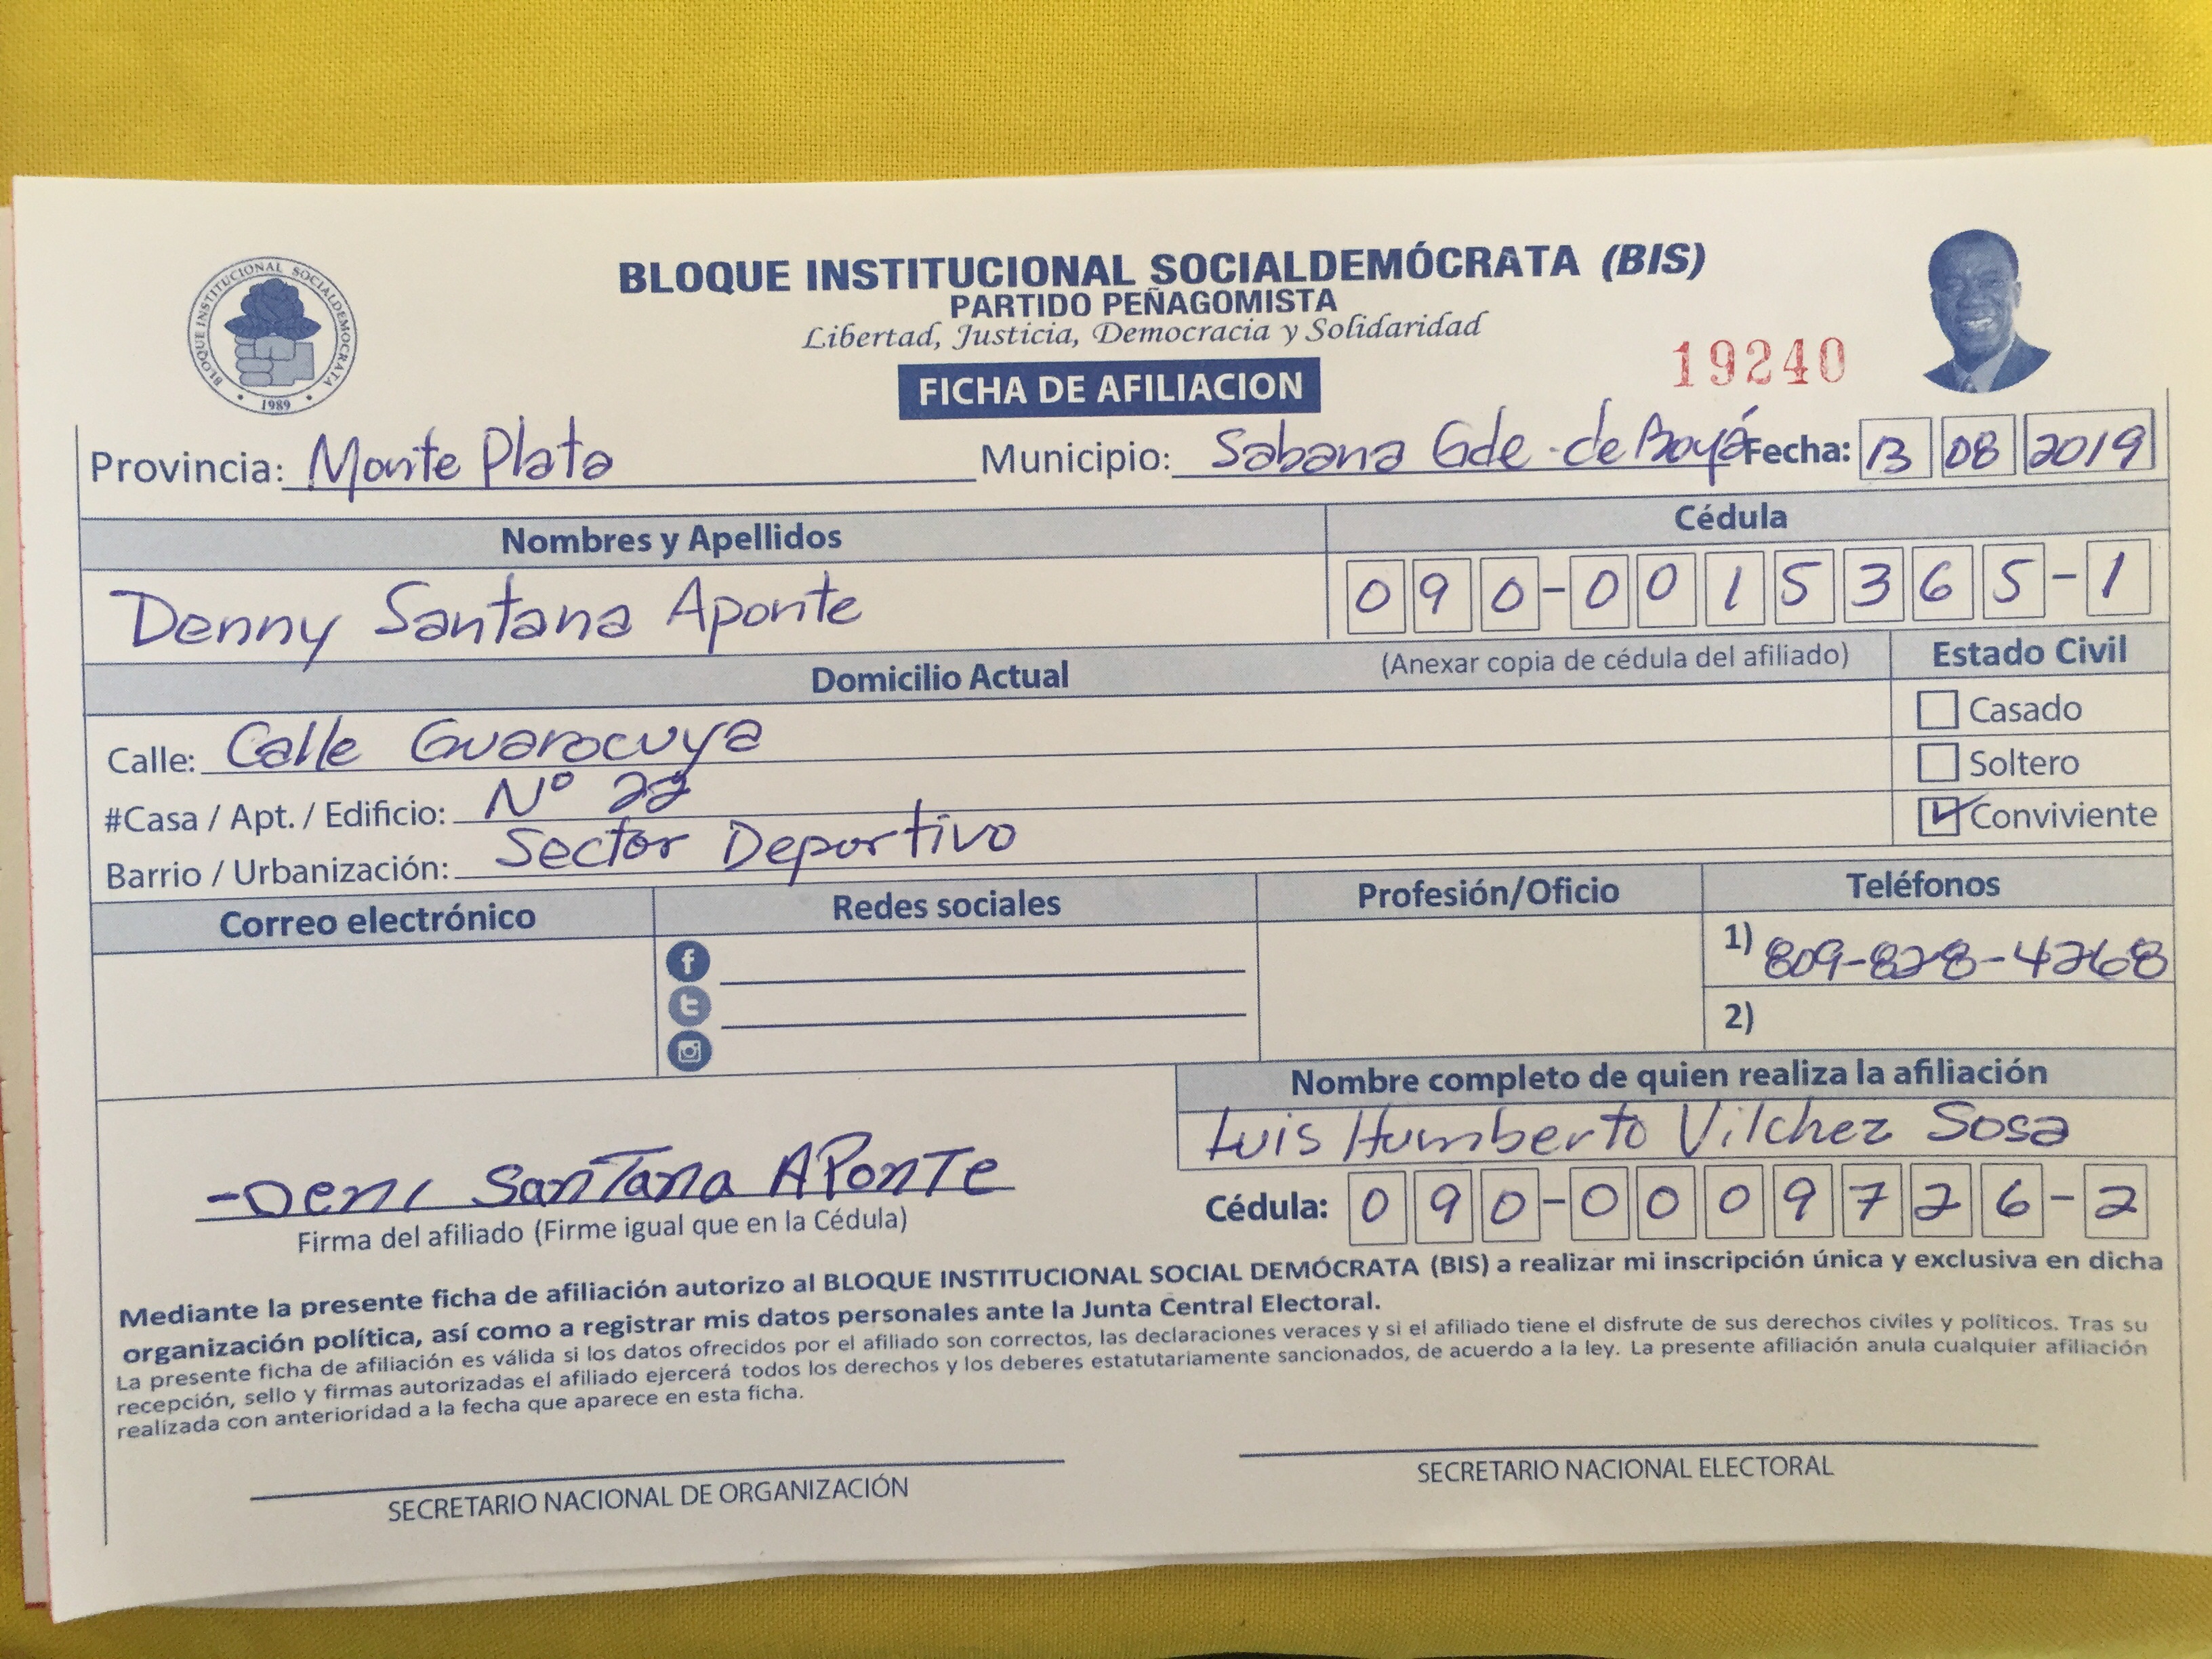 BLOQUE INSTITUCIONAL SOCIALDEMÓCRATA (BIS)
PARTIDO PEÑAGOMISTA
Libertad, Justicia, Democracia y Solidaridad
BLOQUE INSTITUCIONAL SOCIALDEMOCRATA
1989
19240
FICHA DE AFILIACION
Provincia: Monte Plata Municipio: Sabana Gde. de Boyá Fecha: 13 08 2019
Nombres y Apellidos Cédula
Denny Santana Aponte 090-0015365-1
Domicilio Actual (Anexar copia de cédula del afiliado) Estado Civil
Calle: Calle Guarocuya Casado
#Casa / Apt. / Edificio: Nº 22 Soltero
Barrio / Urbanización: Sector Deportivo Conviviente
Correo electrónico Redes sociales Profesión/Oficio Teléfonos
1) 809-828-4268
2)
Nombre completo de quien realiza la afiliación
Luis Humberto Vilchez Sosa
-Deni SanTana APonTe
Firma del afiliado (Firme igual que en la Cédula)
Cédula: 090-0009726-2
Mediante la presente ficha de afiliación autorizo al BLOQUE INSTITUCIONAL SOCIAL DEMÓCRATA (BIS) a realizar mi inscripción única y exclusiva en dicha
organización política, así como a registrar mis datos personales ante la Junta Central Electoral.
La presente ficha de afiliación es válida si los datos ofrecidos por el afiliado son correctos, las declaraciones veraces y si el afiliado tiene el disfrute de sus derechos civiles y políticos. Tras su
recepción, sello y firmas autorizadas el afiliado ejercerá todos los derechos y los deberes estatutariamente sancionados, de acuerdo a la ley. La presente afiliación anula cualquier afiliación
realizada con anterioridad a la fecha que aparece en esta ficha.
SECRETARIO NACIONAL DE ORGANIZACIÓN SECRETARIO NACIONAL ELECTORAL